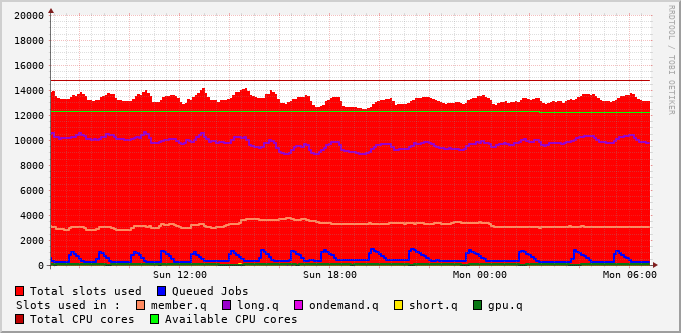 RRDTOOL / TOBI OETIKER
20000
18000
16000
14000
12000
10000
8000
6000
4000
2000
0
Sun 12:00 Sun 18:00 Mon 00:00 Mon 06:00
Total slots used Queued Jobs
Slots used in : member.q long.q ondemand.q short.q gpu.q
Total CPU cores Available CPU cores